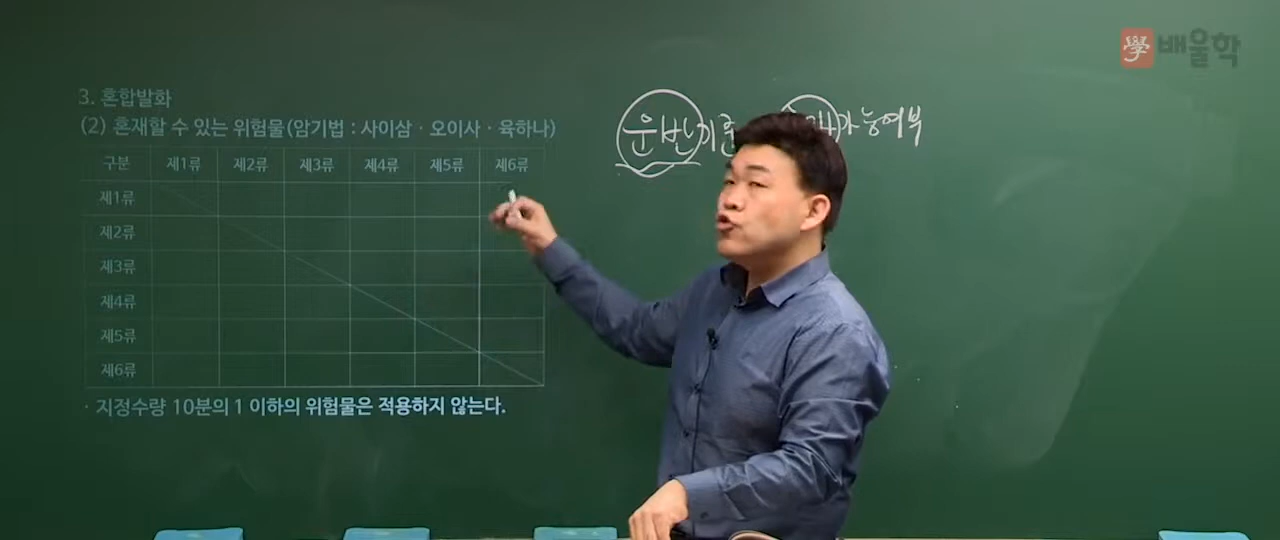 學 배울학
3. 혼합발화
(2) 혼재할 수 있는 위험물(암기법 : 사이삼 · 오이사 · 육하나)
구분 제1류 제2류 제3류 제4류 제5류 제6류
제1류
제2류
제3류
제4류
제5류
제6류
· 지정수량 10분의 1 이하의 위험물은 적용하지 않는다.
운반기준
가능여부